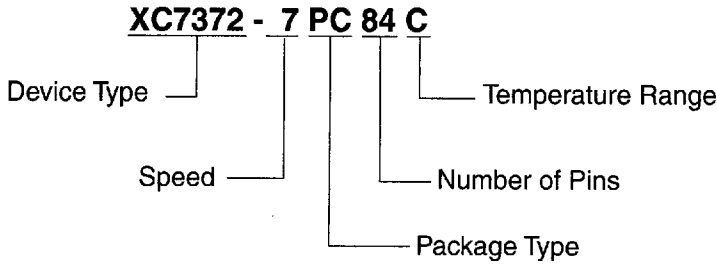 XC7372 - 7 PC 84 C
Device Type
Temperature Range
Speed
Number of Pins
Package Type